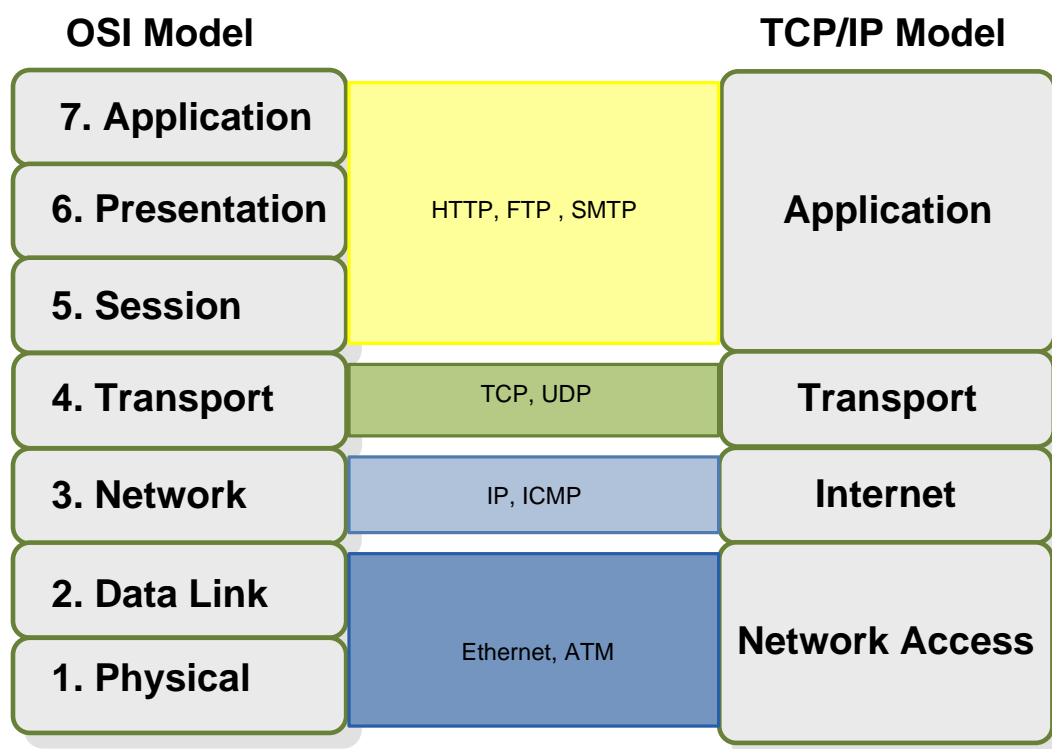 OSI Model
TCP/IP Model
7. Application
6. Presentation
5. Session
4. Transport
3. Network
2. Data Link
1. Physical
HTTP, FTP , SMTP
TCP, UDP
IP, ICMP
Ethernet, ATM
Application
Transport
Internet
Network Access